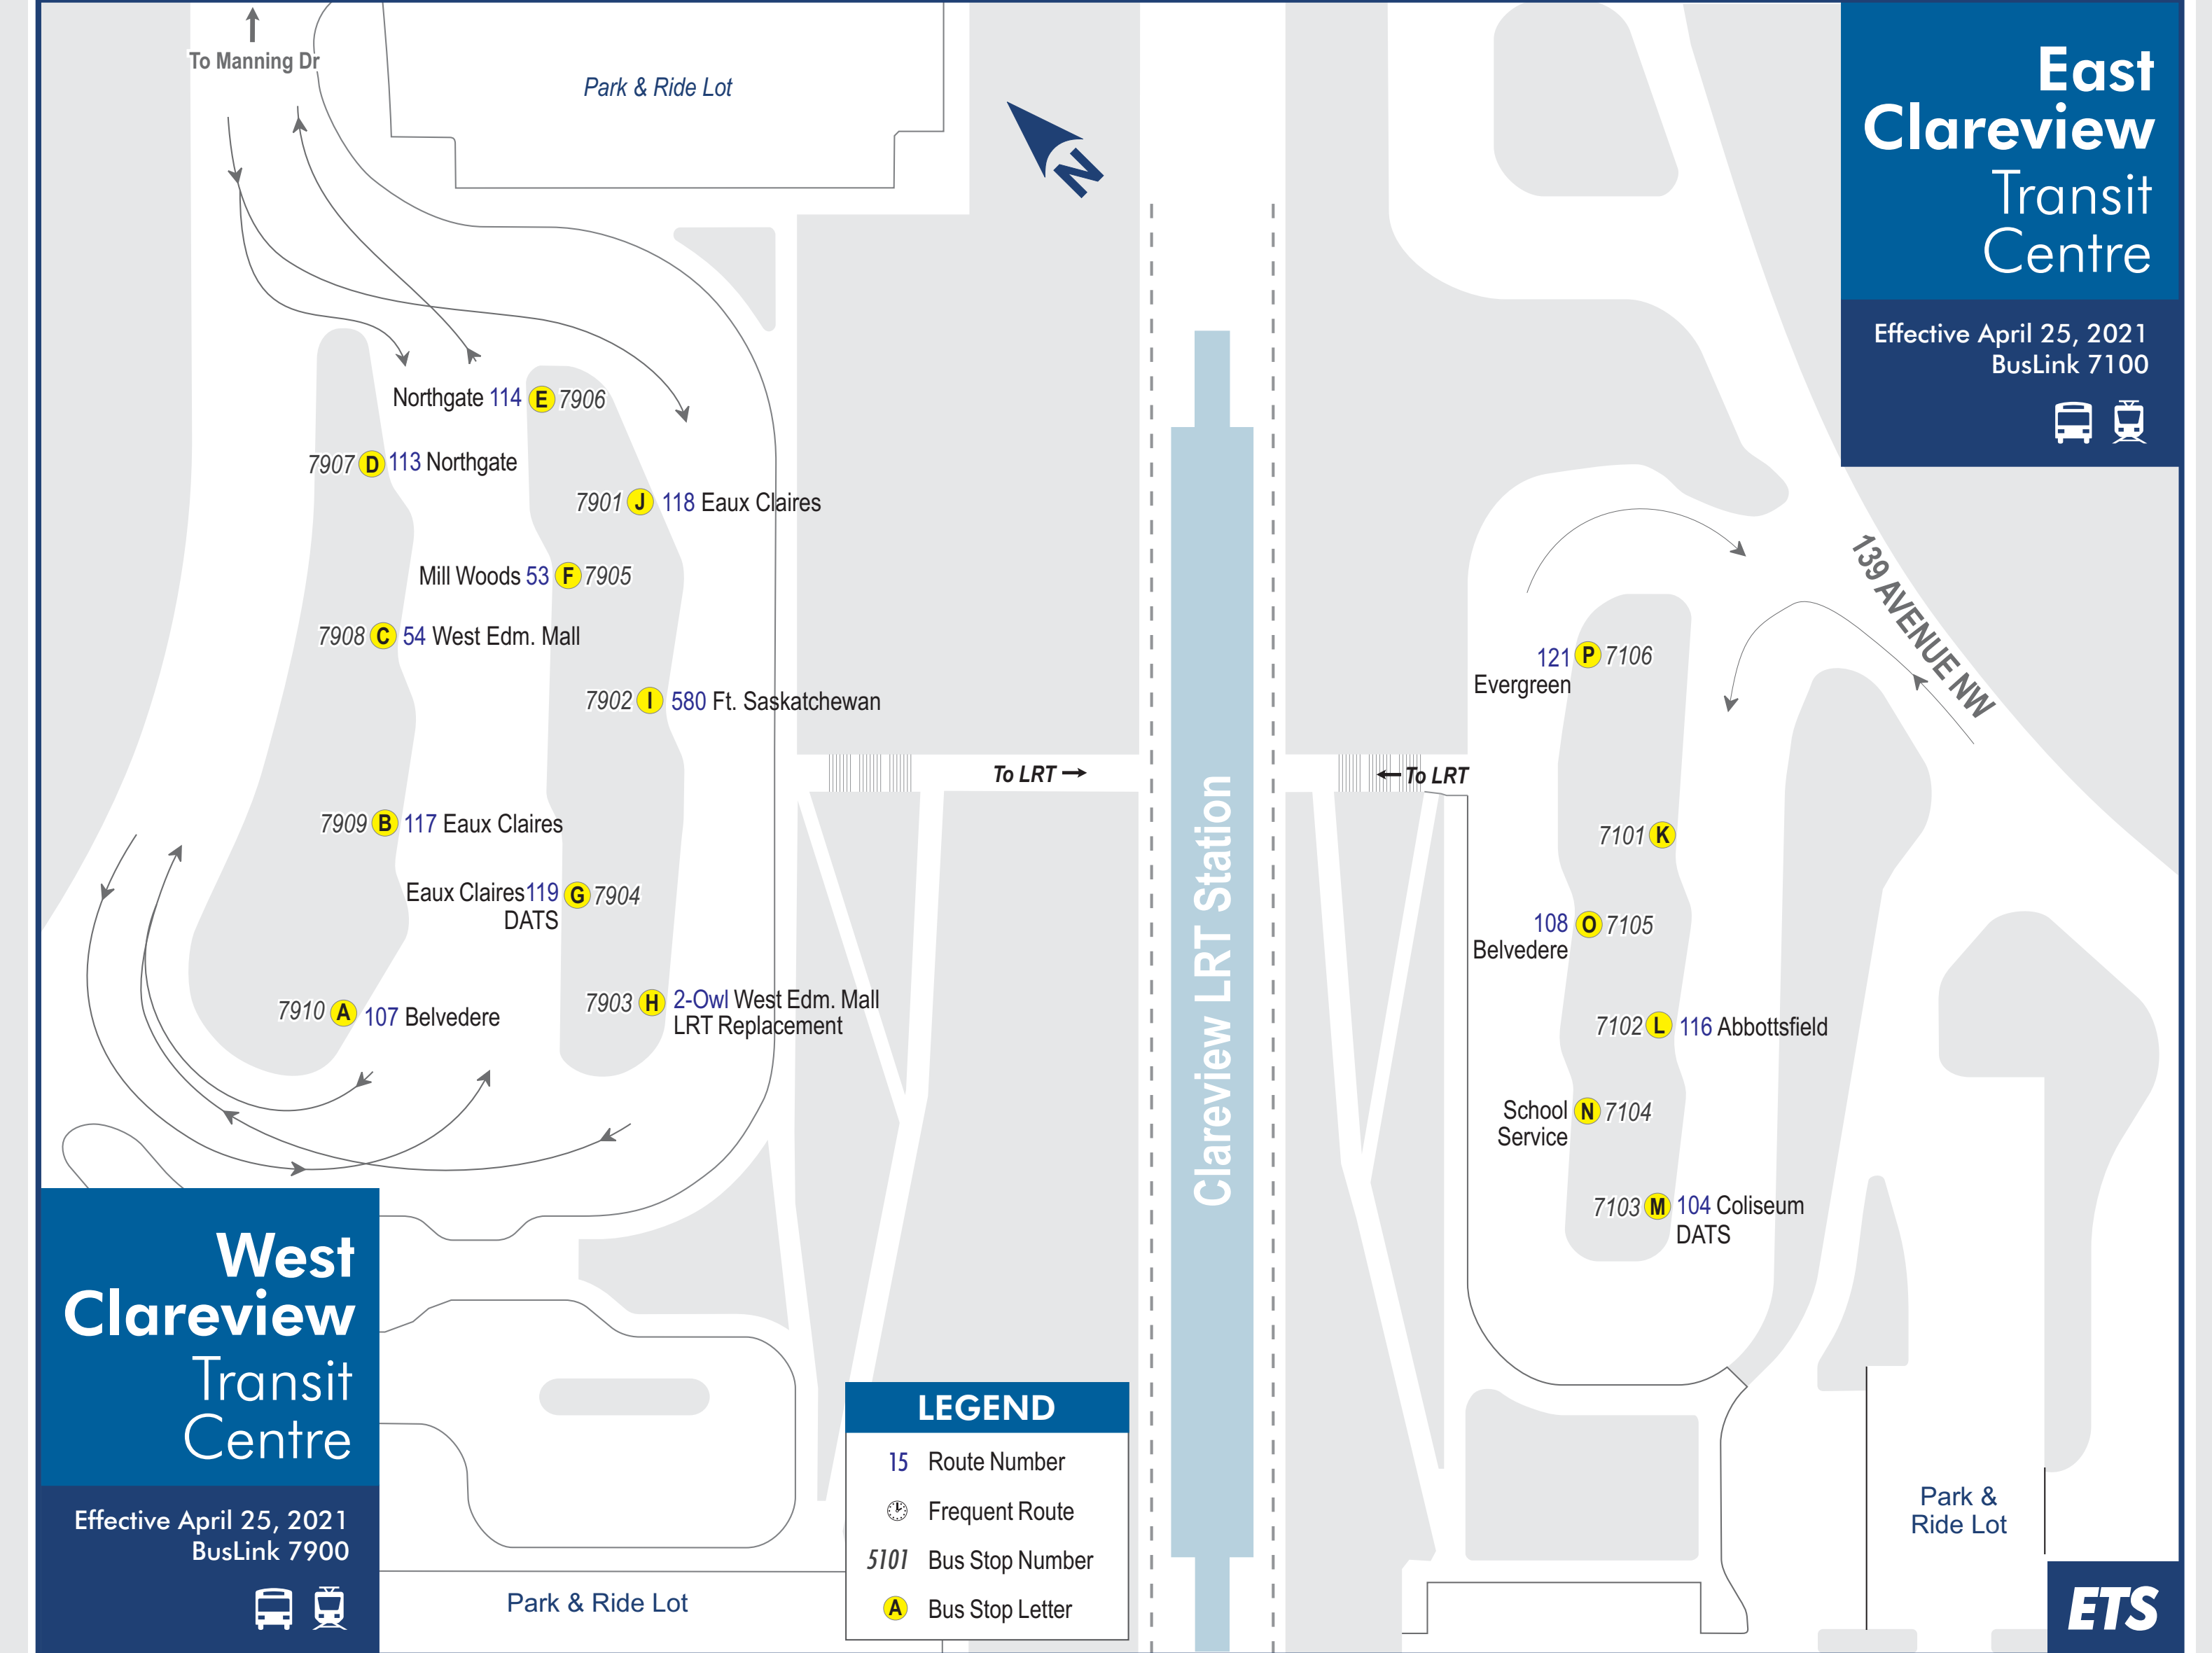 To Manning Dr
Park & Ride Lot
N
East
Clareview
Transit
Centre
Effective April 25, 2021
BusLink 7100
Northgate 114 E 7906
7907 D 113 Northgate
7901 J 118 Eaux Claires
Mill Woods 53 F 7905
7908 C 54 West Edm. Mall
7902 I 580 Ft. Saskatchewan
7909 B 117 Eaux Claires
Eaux Claires119 G 7904
DATS
7903 H 2-Owl West Edm. Mall
LRT Replacement
7910 A 107 Belvedere
To LRT
Clareview LRT Station
To LRT
139 AVENUE NW
121 P 7106
Evergreen
7101 K
108 O 7105
Belvedere
7102 L 116 Abbottsfield
School N 7104
Service
7103 M 104 Coliseum
DATS
West
Clareview
Transit
Centre
Effective April 25, 2021
BusLink 7900
Park & Ride Lot
LEGEND
15 Route Number
Frequent Route
5101 Bus Stop Number
A Bus Stop Letter
Park &
Ride Lot
ETS